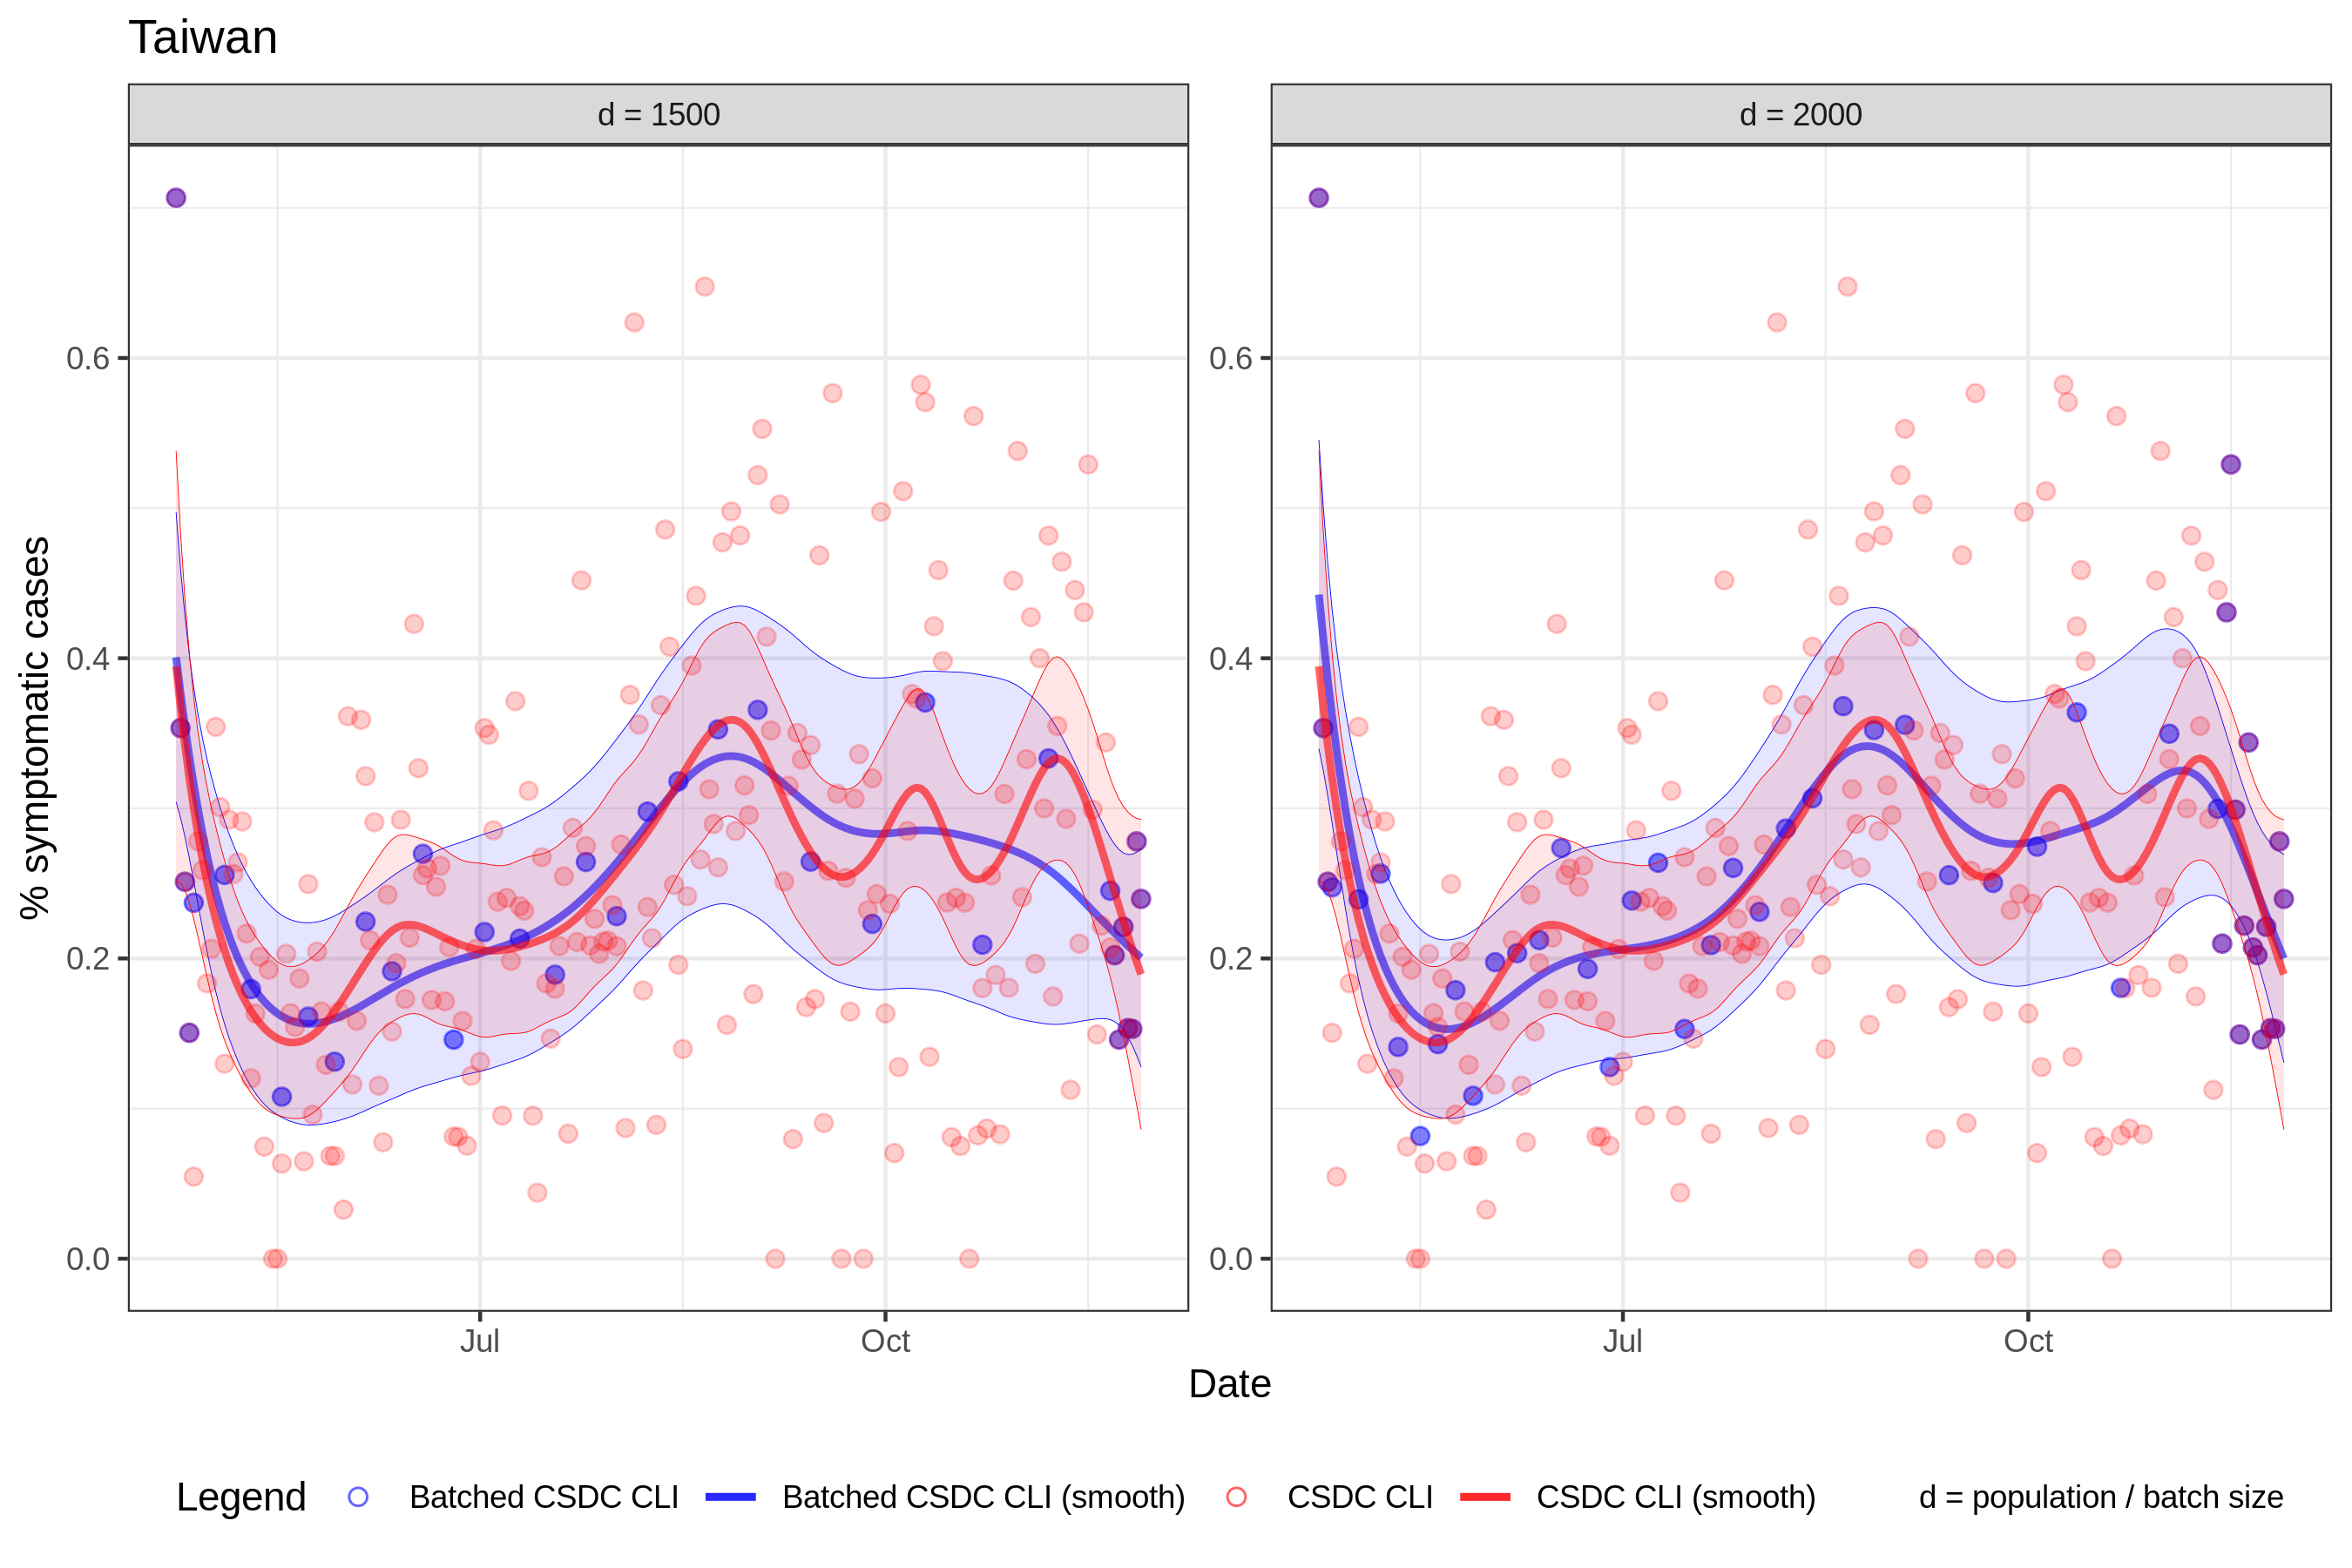 Taiwan
d = 1500
d = 2000
% symptomatic cases
0.6
0.4
0.2
0.0
0.6
0.4
0.2
0.0
Jul
Oct
Jul
Oct
Date
Legend
Batched CSDC CLI
Batched CSDC CLI (smooth)
CSDC CLI
CSDC CLI (smooth)
d = population / batch size